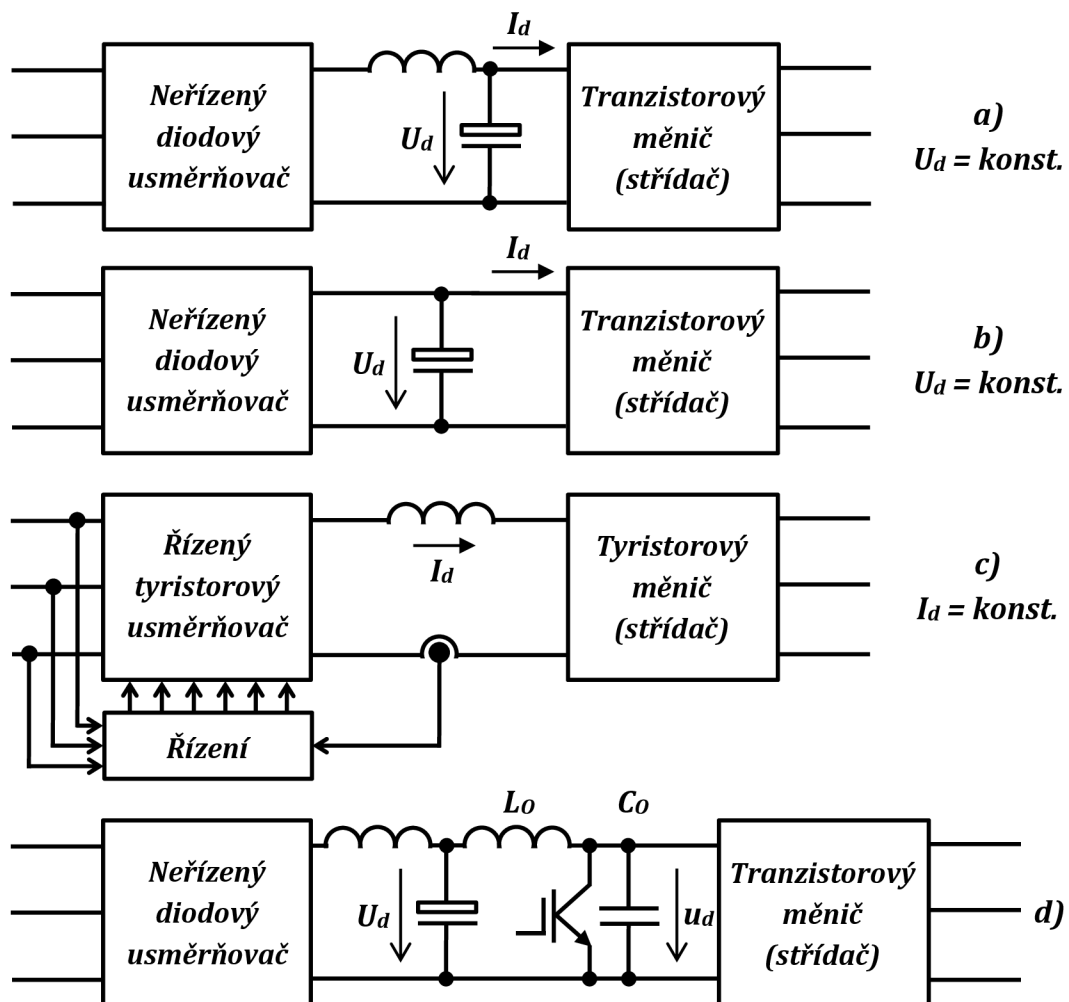 I_d
Neřízený
diodový
usměrňovač
U_d
Tranzistorový
měnič
(střídač)
a)
U_d = konst.
I_d
Neřízený
diodový
usměrňovač
U_d
Tranzistorový
měnič
(střídač)
b)
U_d = konst.
Řízený
tyristorový
usměrňovač
I_d
Tyristorový
měnič
(střídač)
c)
I_d = konst.
Řízení
L_O
C_O
Neřízený
diodový
usměrňovač
U_d
u_d
Tranzistorový
měnič
(střídač)
d)